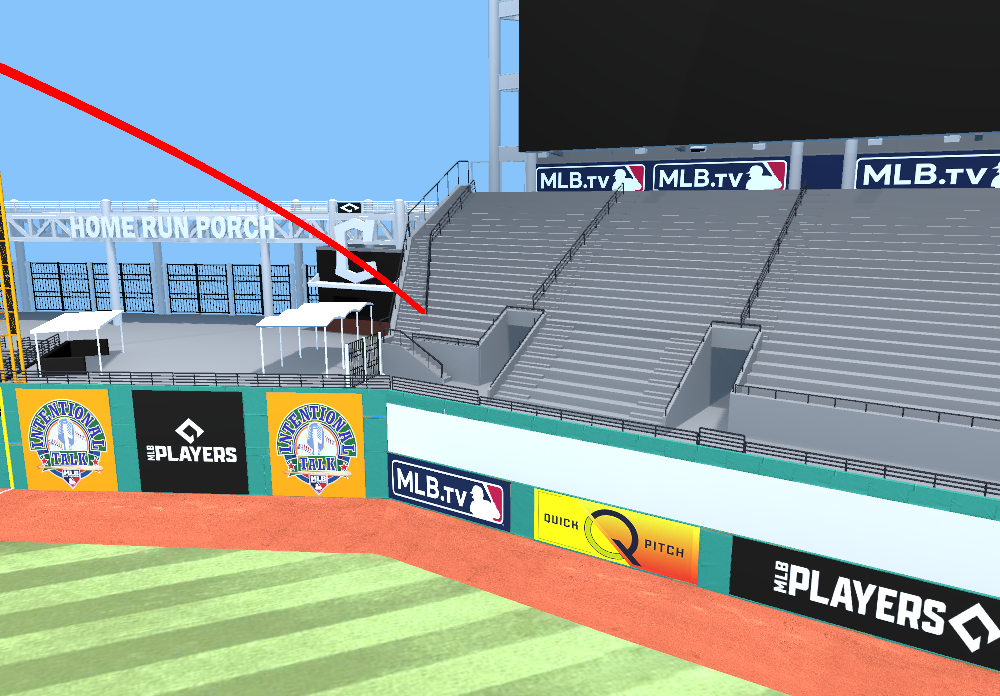 MLB.TV
MLB.TV
MLB.TV
HOME RUN PORCH
INTENTIONAL
TALK
MLB
MLB
PLAYERS
INTENTIONAL
TALK
MLB
MLB.TV
QUICK
PITCH
MLB
PLAYERS